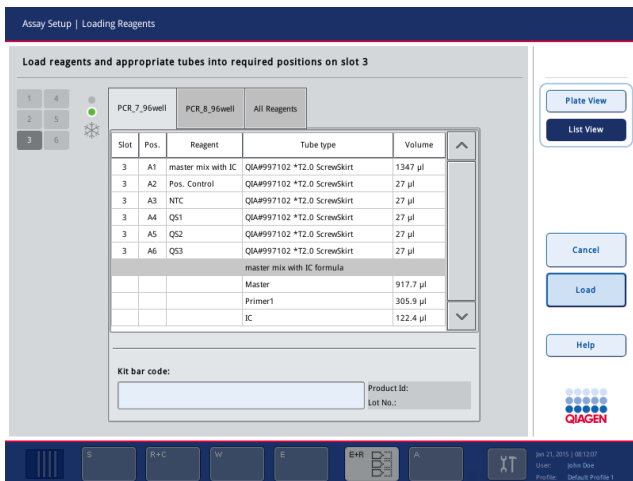 Assay Setup | Loading Reagents
Load reagents and appropriate tubes into required positions on slot 3
1 4
2 5
3 6
PCR_7_96well PCR_8_96well All Reagents
Slot Pos. Reagent Tube type Volume
3 A1 master mix with IC QIA#997102 *T2.0 ScrewSkirt 1347 µl
3 A2 Pos. Control QIA#997102 *T2.0 ScrewSkirt 27 µl
3 A3 NTC QIA#997102 *T2.0 ScrewSkirt 27 µl
3 A4 QS1 QIA#997102 *T2.0 ScrewSkirt 27 µl
3 A5 QS2 QIA#997102 *T2.0 ScrewSkirt 27 µl
3 A6 QS3 QIA#997102 *T2.0 ScrewSkirt 27 µl
master mix with IC formula
Master 917.7 µl
Primer1 305.9 µl
IC 122.4 µl
Kit bar code:
Product Id:
Lot No.:
Plate View
List View
Cancel
Load
Help
QIAGEN
S R+C W E E+R A
Jan 21, 2015 | 08:12:07
User: John Doe
Profile: Default Profile 1